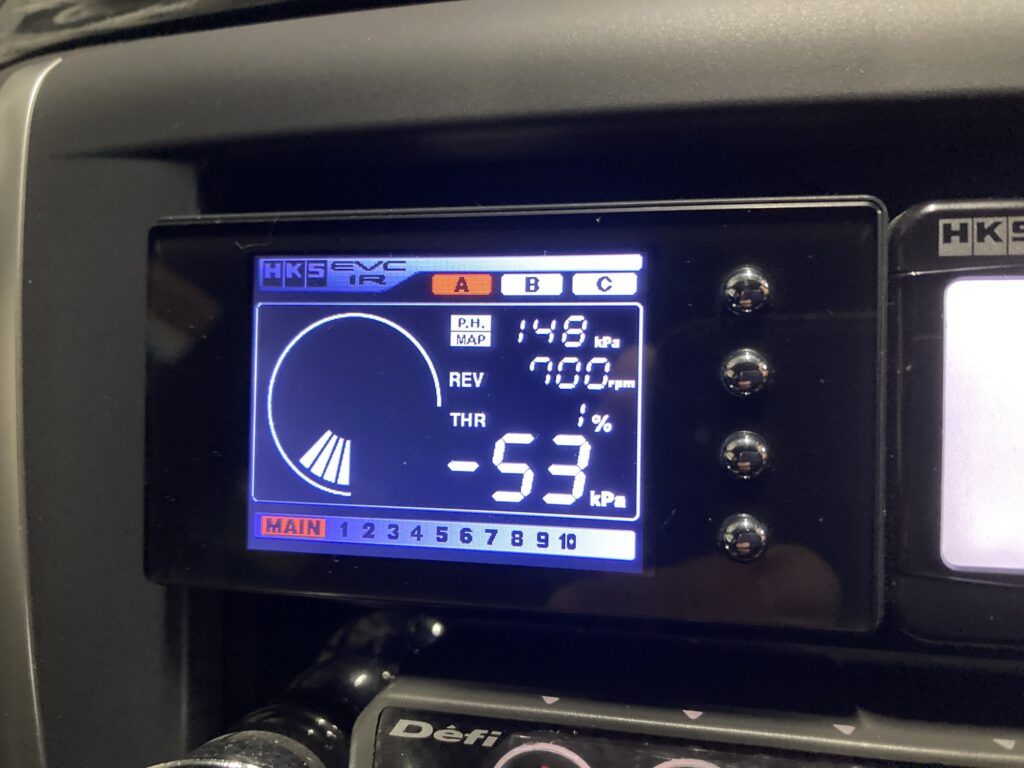 HKS EVC IR
A B C
P.H. MAP 148 kPa
REV 700 rpm
THR 1 %
-53 kPa
MAIN 1 2 3 4 5 6 7 8 9 10
HKS
Défi